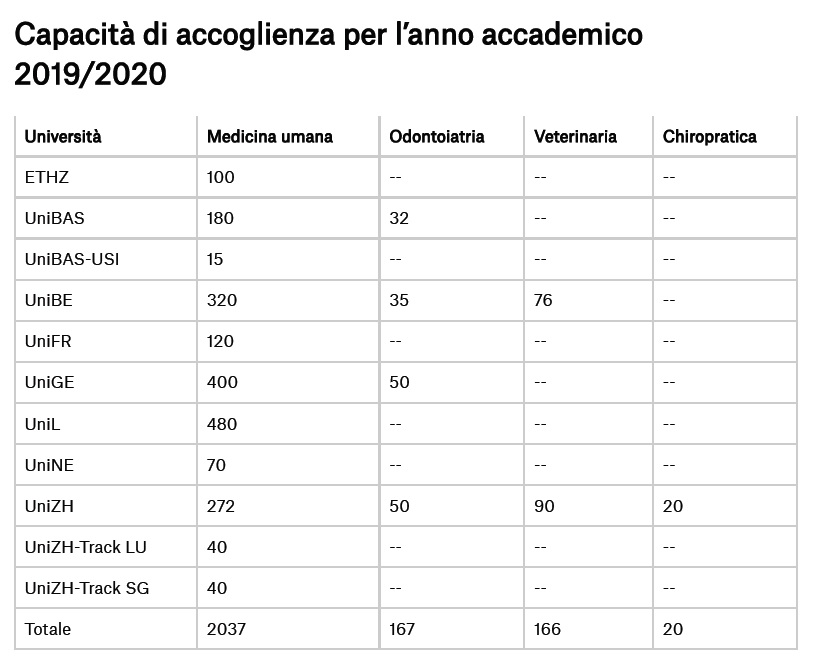 Capacità di accoglienza per l’anno accademico
2019/2020
Università Medicina umana Odontoiatria Veterinaria Chiropratica
ETHZ 100 -- -- --
UniBAS 180 32 -- --
UniBAS-USI 15 -- -- --
UniBE 320 35 76 --
UniFR 120 -- -- --
UniGE 400 50 -- --
UniL 480 -- -- --
UniNE 70 -- -- --
UniZH 272 50 90 20
UniZH-Track LU 40 -- -- --
UniZH-Track SG 40 -- -- --
Totale 2037 167 166 20